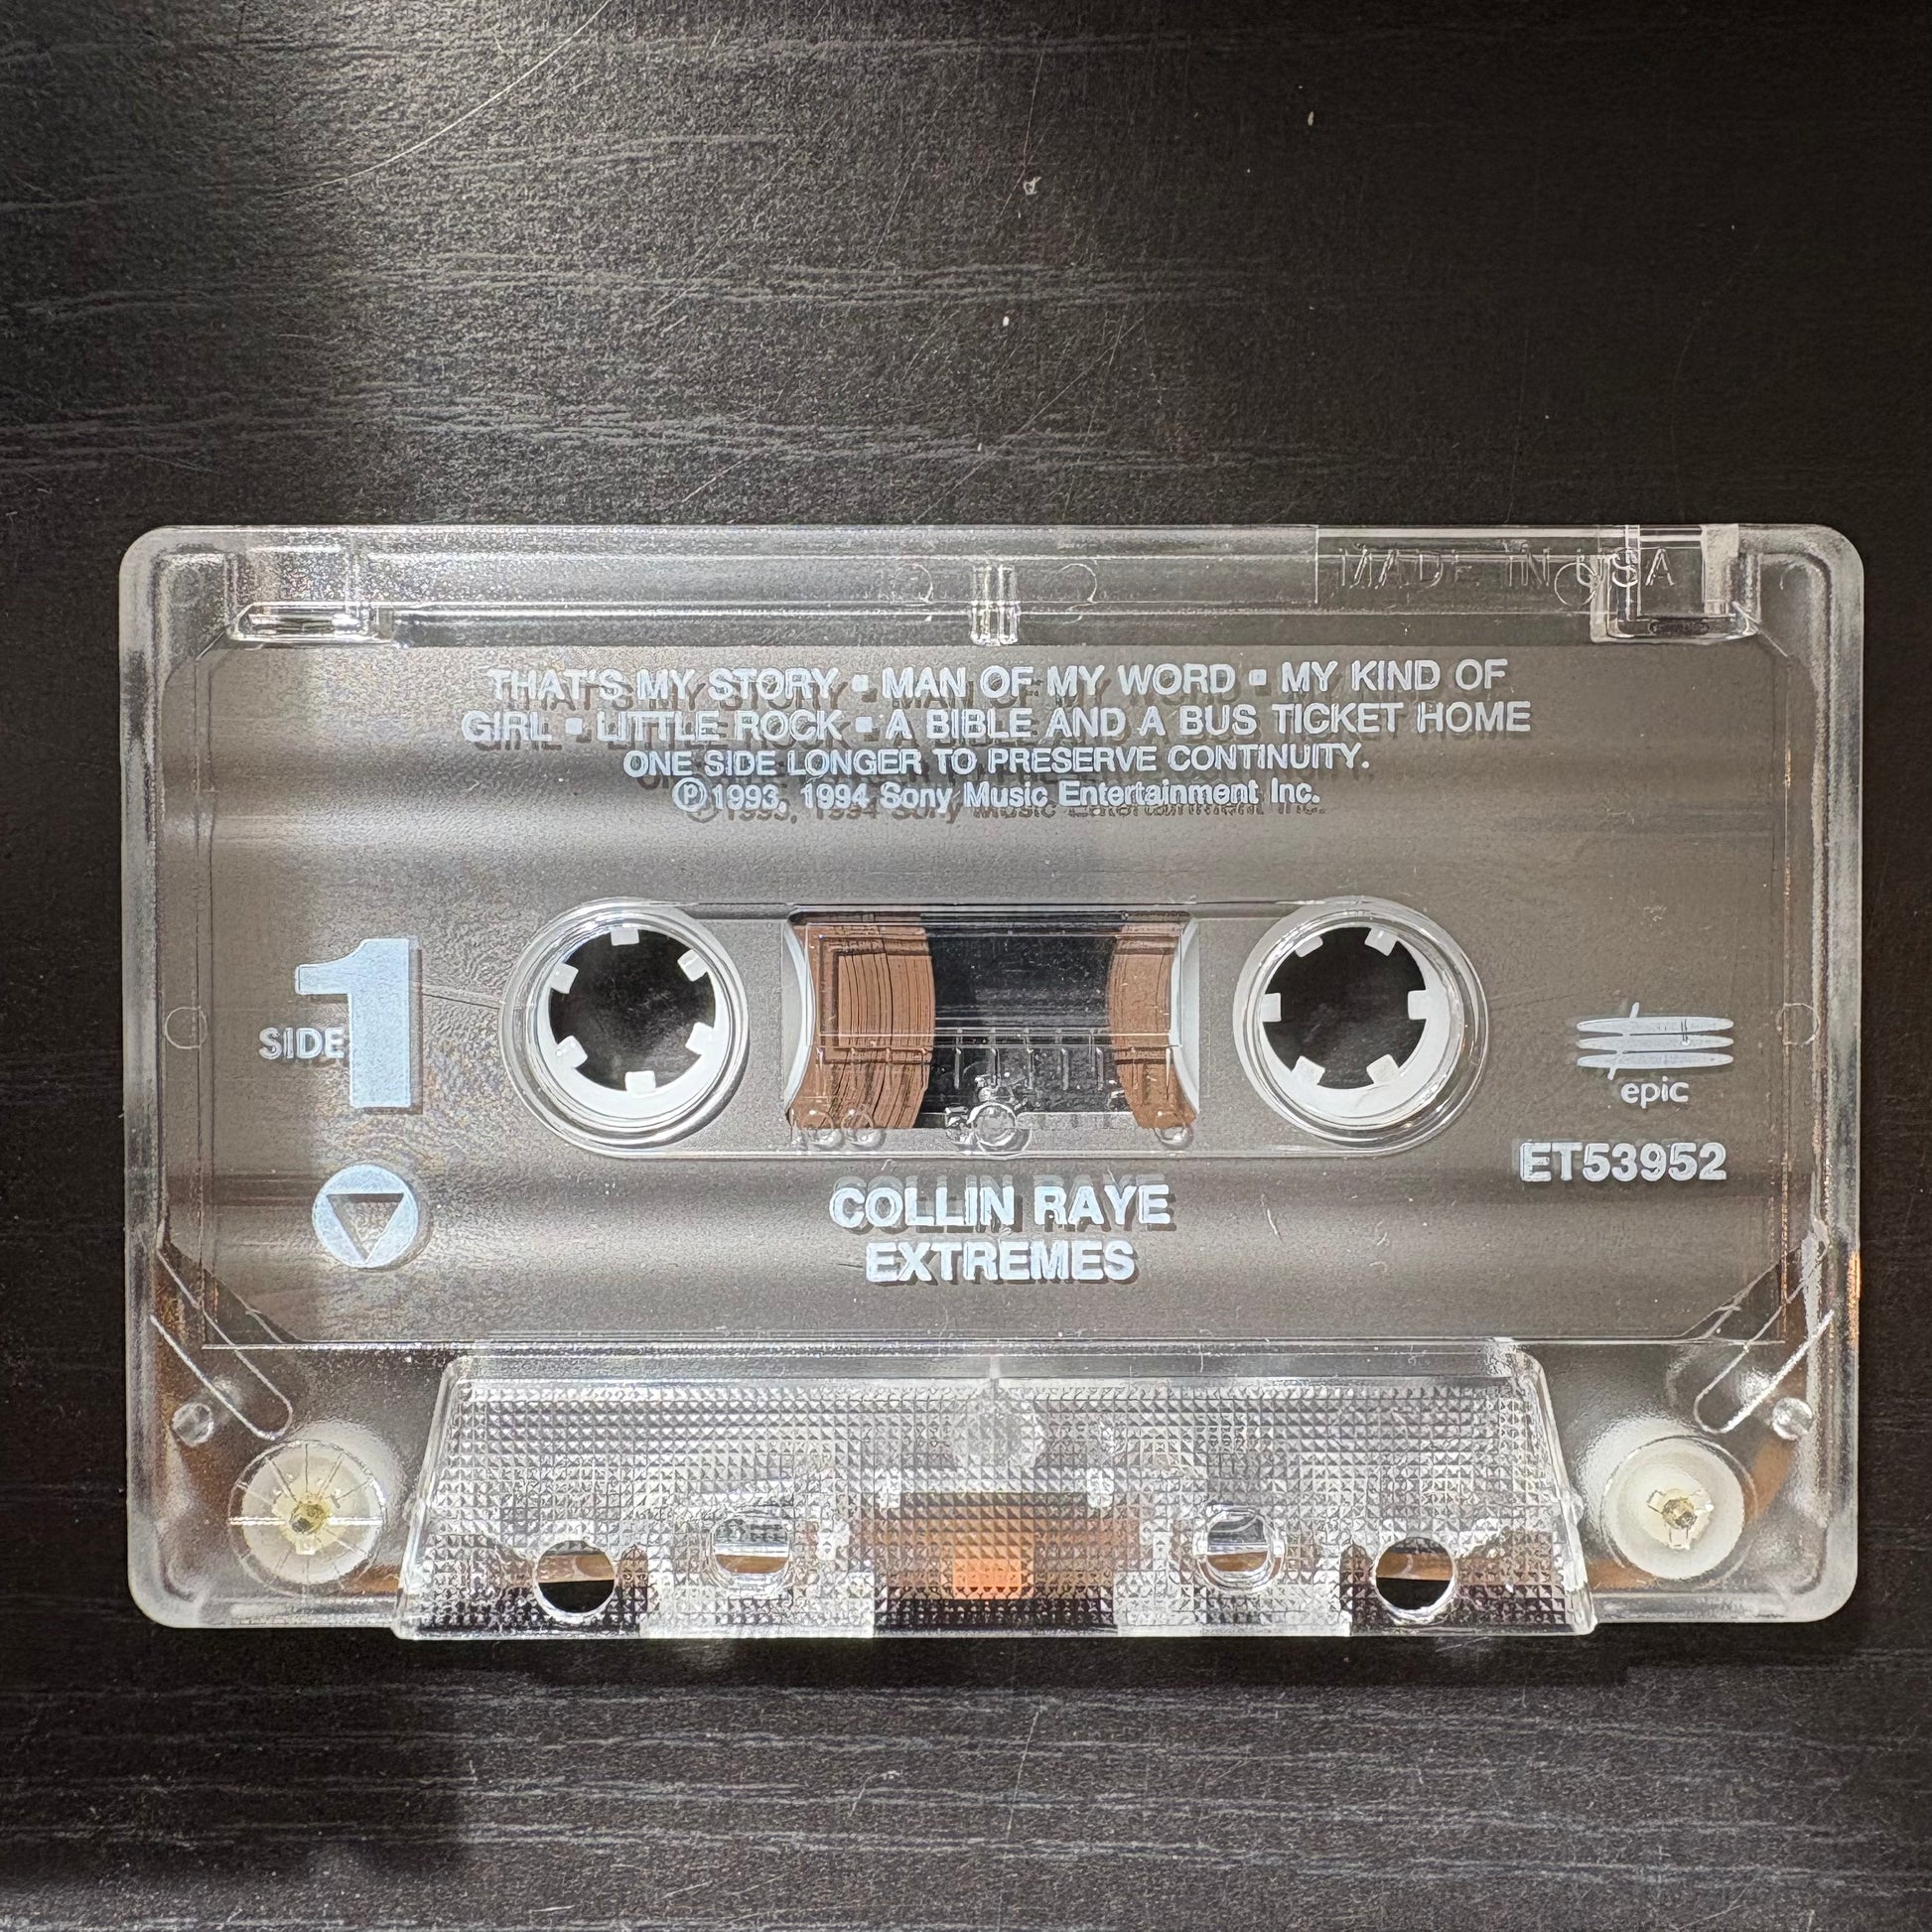 MADE IN USA
THAT'S MY STORY ▪ MAN OF MY WORD ▪ MY KIND OF
GIRL ▪ LITTLE ROCK ▪ A BIBLE AND A BUS TICKET HOME
ONE SIDE LONGER TO PRESERVE CONTINUITY.
℗1993, 1994 Sony Music Entertainment Inc.
SIDE 1
epic
ET53952
COLLIN RAYE
EXTREMES